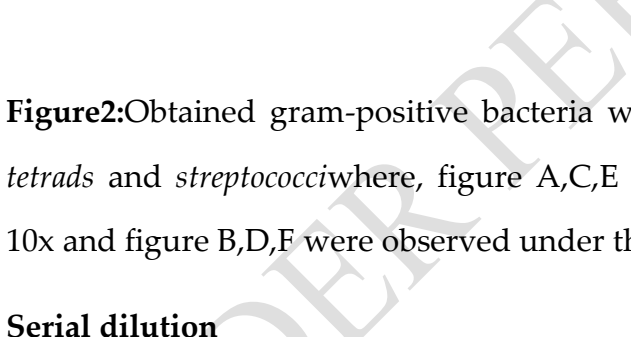 Figure2:Obtained gram-positive bacteria w
tetrads and streptococciwhere, figure A,C,E
10x and figure B,D,F were observed under th
Serial dilution